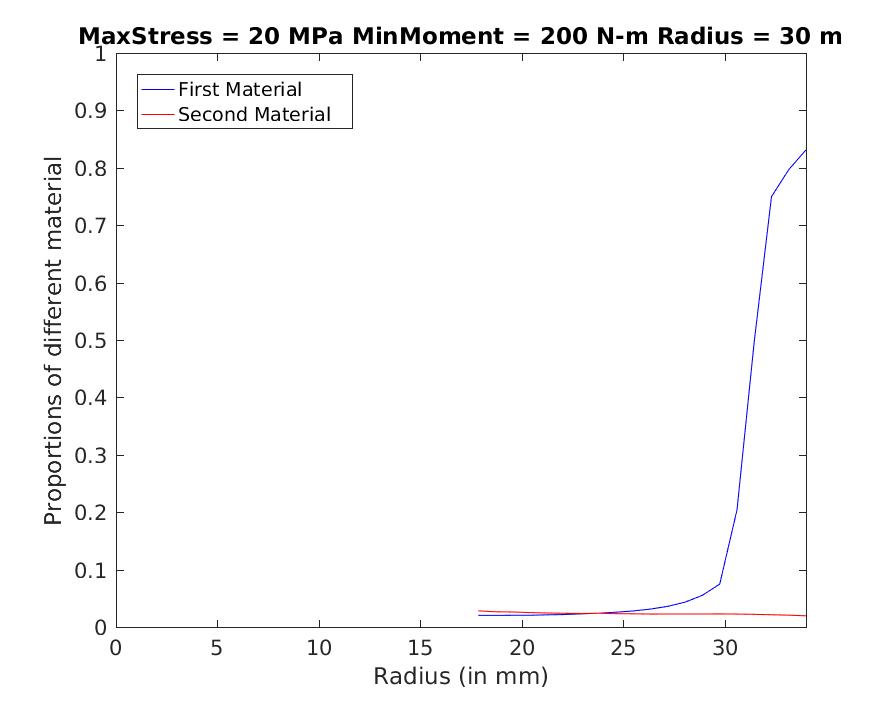 MaxStress = 20 MPa MinMoment = 200 N-m Radius = 30 m
First Material
Second Material
Proportions of different material
1
0.9
0.8
0.7
0.6
0.5
0.4
0.3
0.2
0.1
0
0 5 10 15 20 25 30
Radius (in mm)